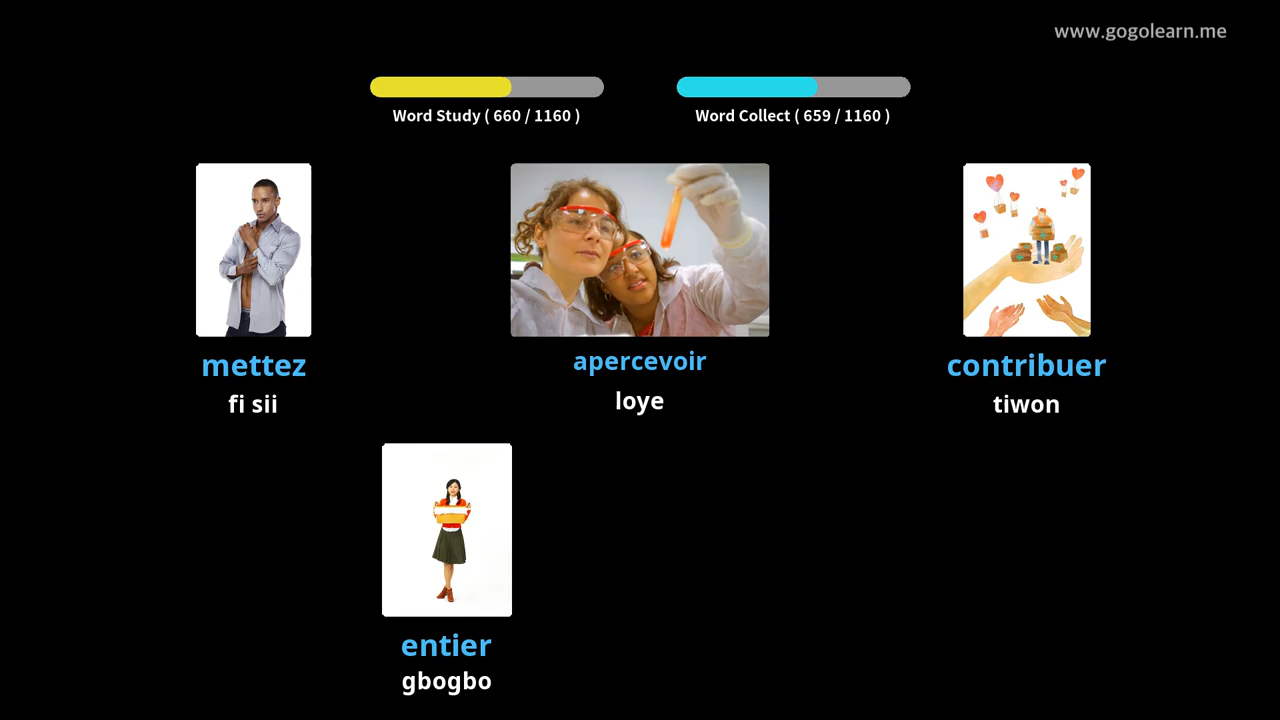 www.gogolearn.me
Word Study ( 660 / 1160 )
Word Collect ( 659 / 1160 )
mettez
fi sii
apercevoir
loye
contribuer
tiwon
entier
gbogbo